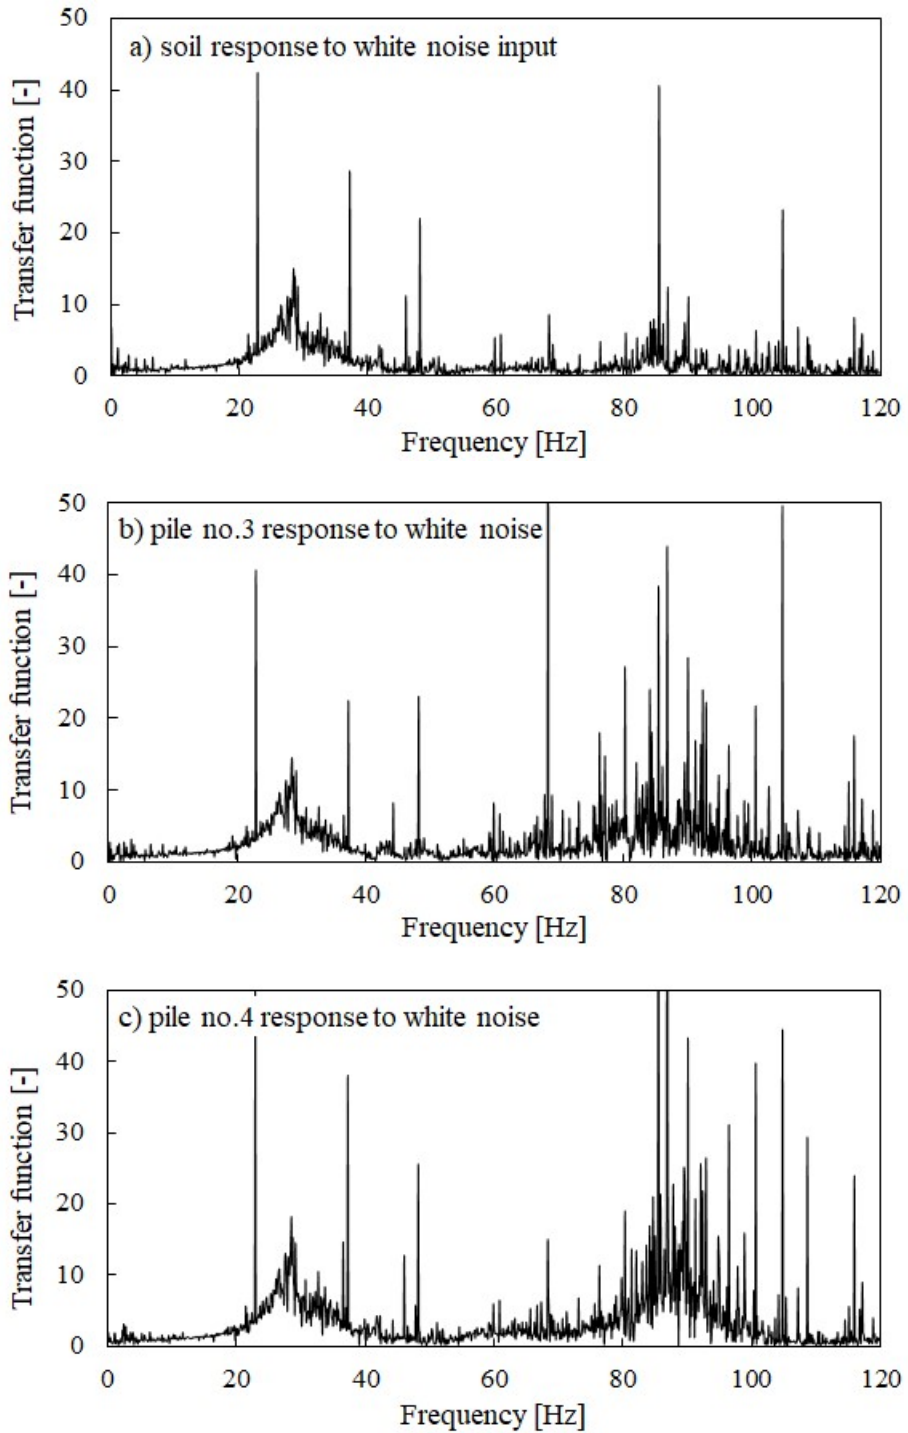 50
a) soil response to white noise input
40
30
20
10
0
Transfer function [-]
0 20 40 60 80 100 120
Frequency [Hz]
50
b) pile no.3 response to white noise
40
30
20
10
0
Transfer function [-]
0 20 40 60 80 100 120
Frequency [Hz]
50
c) pile no.4 response to white noise
40
30
20
10
0
Transfer function [-]
0 20 40 60 80 100 120
Frequency [Hz]